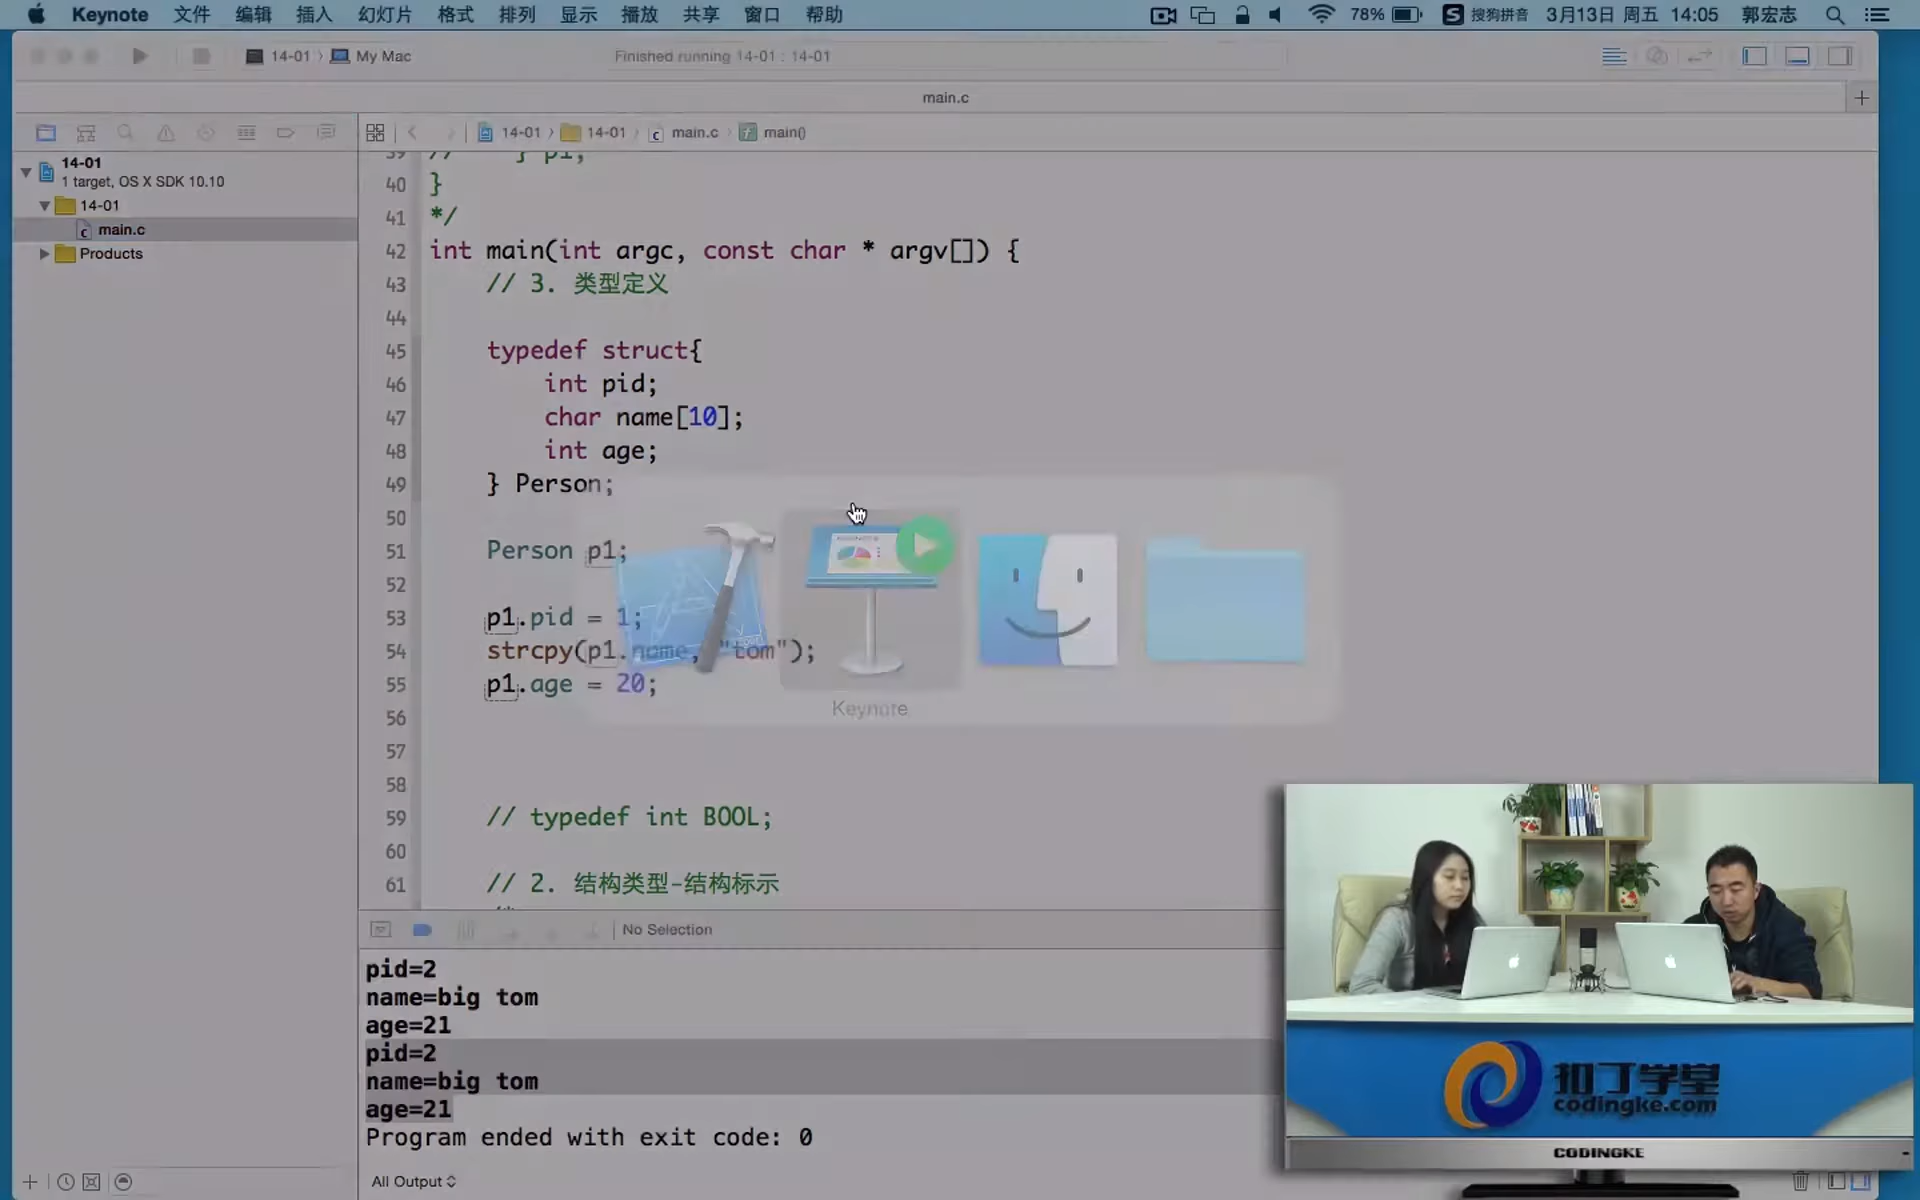 Keynote 文件 编辑 插入 幻灯片 格式 排列 显示 播放 共享 窗口 帮助 78% 搜狗拼音 3月13日 周五 14:05 郭宏志
14-01 My Mac Finished running 14-01 : 14-01
main.c
14-01 14-01 main.c main()
14-01
1 target, OS X SDK 10.10
14-01
main.c
Products
39 // } p1;
40 }
41 */
42 int main(int argc, const char * argv[]) {
43 // 3. 类型定义
44
45 typedef struct{
46 int pid;
47 char name[10];
48 int age;
49 } Person;
50
51 Person p1;
52
53 p1.pid = 1;
54 strcpy(p1.name, "tom");
55 p1.age = 20;
56
57
58
59 // typedef int BOOL;
60
61 // 2. 结构类型-结构标示
Keynote
No Selection
pid=2
name=big tom
age=21
pid=2
name=big tom
age=21
Program ended with exit code: 0
All Output
扣丁学堂
codingke.com
CODINGKE